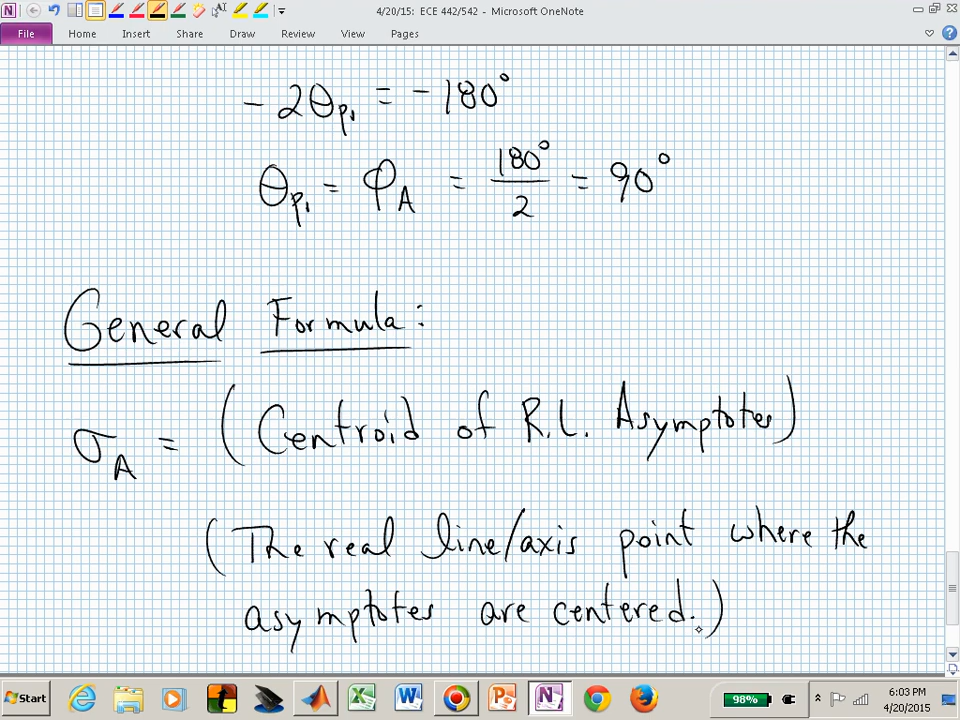 4/20/15: ECE 442/542 - Microsoft OneNote
File Home Insert Share Draw Review View Pages
- 2θp₁ = - 180°
θp₁ = φA = 180°/2 = 90°
General Formula:
σA = (Centroid of R.L. Asymptotes)
(The real line/axis point where the
asymptotes are centered.)
Start 98% 6:03 PM
4/20/2015